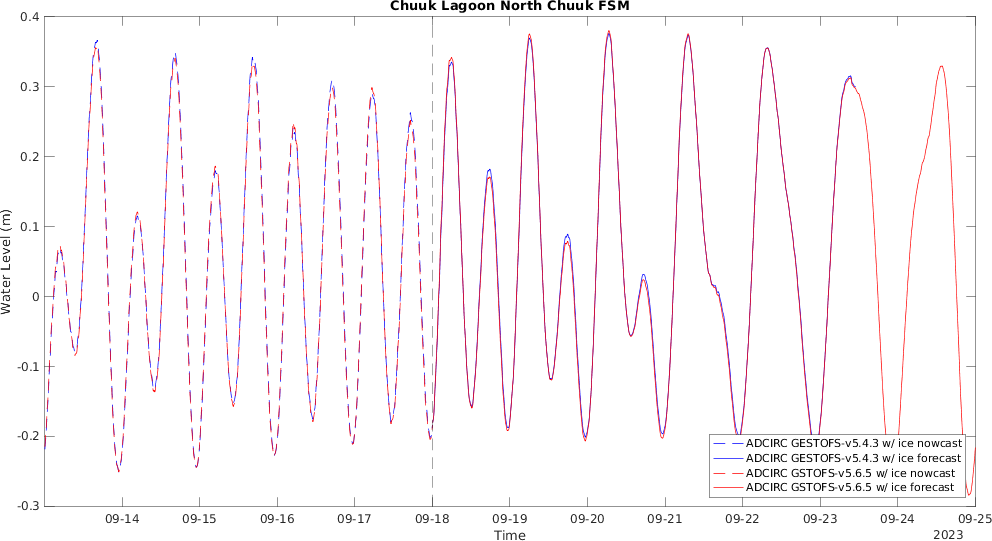 Chuuk Lagoon North Chuuk FSM
Water Level (m)
0.4
0.3
0.2
0.1
0
-0.1
-0.2
-0.3
ADCIRC GESTOFS-v5.4.3 w/ ice nowcast
ADCIRC GESTOFS-v5.4.3 w/ ice forecast
ADCIRC GSTOFS-v5.6.5 w/ ice nowcast
ADCIRC GSTOFS-v5.6.5 w/ ice forecast
09-14 09-15 09-16 09-17 09-18 09-19 09-20 09-21 09-22 09-23 09-24 09-25
Time
2023